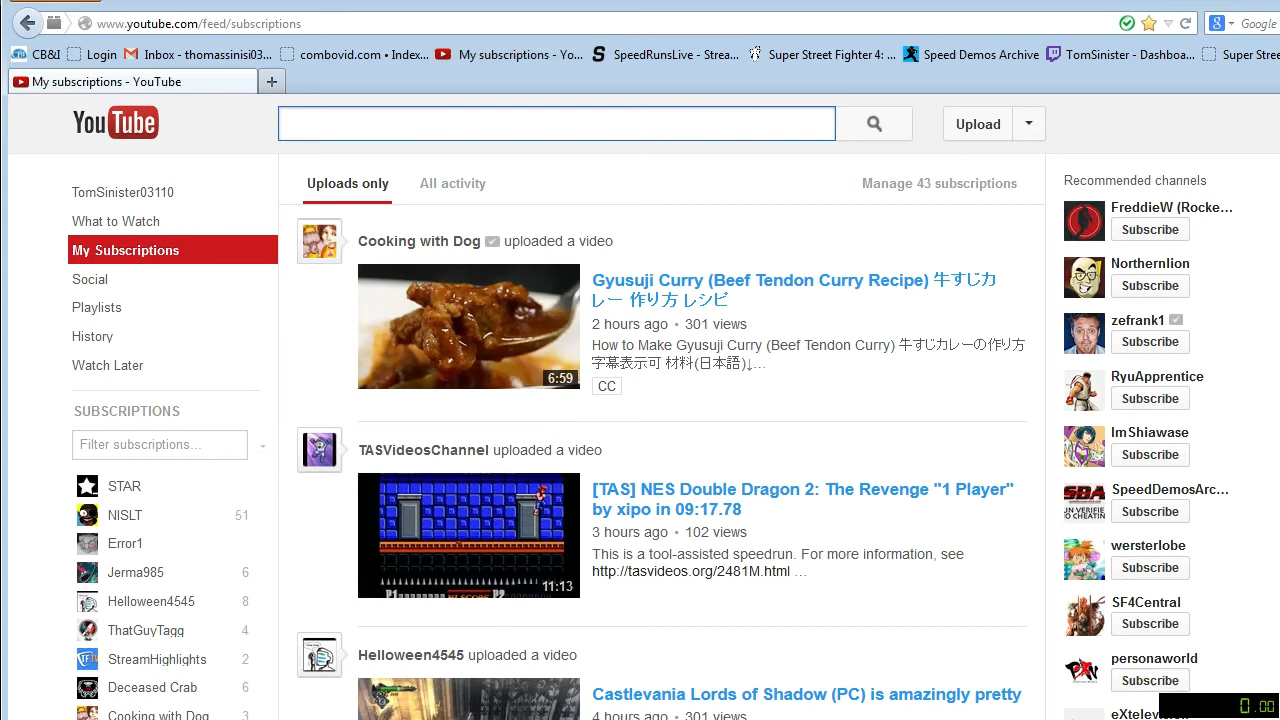 www.youtube.com/feed/subscriptions
Google
CB&I
Login
Inbox - thomassinisi03...
combovid.com • Index...
My subscriptions - Yo...
SpeedRunsLive - Strea...
Super Street Fighter 4: ...
Speed Demos Archive
TomSinister - Dashboa...
Super Stree
My subscriptions - YouTube
YouTube
Upload
TomSinister03110
What to Watch
My Subscriptions
Social
Playlists
History
Watch Later
SUBSCRIPTIONS
Filter subscriptions...
STAR
NISLT 51
Error1
Jerma985 6
Helloween4545 8
ThatGuyTagg 4
StreamHighlights 2
Deceased Crab 6
Cooking with Dog 3
Uploads only
All activity
Manage 43 subscriptions
Cooking with Dog uploaded a video
6:59
Gyusuji Curry (Beef Tendon Curry Recipe) 牛すじカ
レー 作り方 レシピ
2 hours ago • 301 views
How to Make Gyusuji Curry (Beef Tendon Curry) 牛すじカレーの作り方
字幕表示可 材料(日本語)↓...
CC
TASVideosChannel uploaded a video
P1
P2
11:13
[TAS] NES Double Dragon 2: The Revenge "1 Player"
by xipo in 09:17.78
3 hours ago • 102 views
This is a tool-assisted speedrun. For more information, see
http://tasvideos.org/2481M.html ...
Helloween4545 uploaded a video
Castlevania Lords of Shadow (PC) is amazingly pretty
4 hours ago • 301 views
Recommended channels
FreddieW (Rocke...
Subscribe
Northernlion
Subscribe
zefrank1
Subscribe
RyuApprentice
Subscribe
ImShiawase
Subscribe
SpeedDemosArc...
Subscribe
worsterlobe
Subscribe
SF4Central
Subscribe
personaworld
Subscribe
eXtelevision
0.00